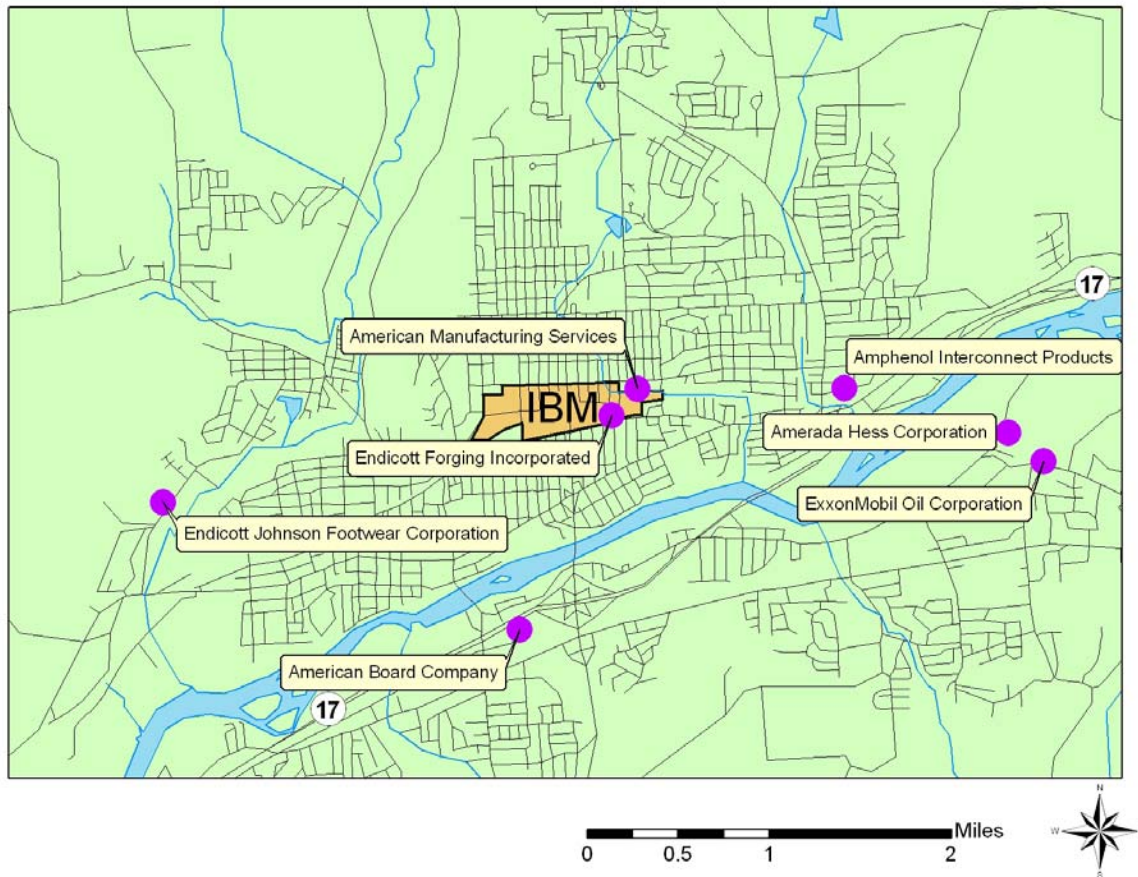 17
American Manufacturing Services
Amphenol Interconnect Products
IBM
Amerada Hess Corporation
Endicott Forging Incorporated
ExxonMobil Oil Corporation
Endicott Johnson Footwear Corporation
American Board Company
17
N
W
E
S
Miles
0 0.5 1 2